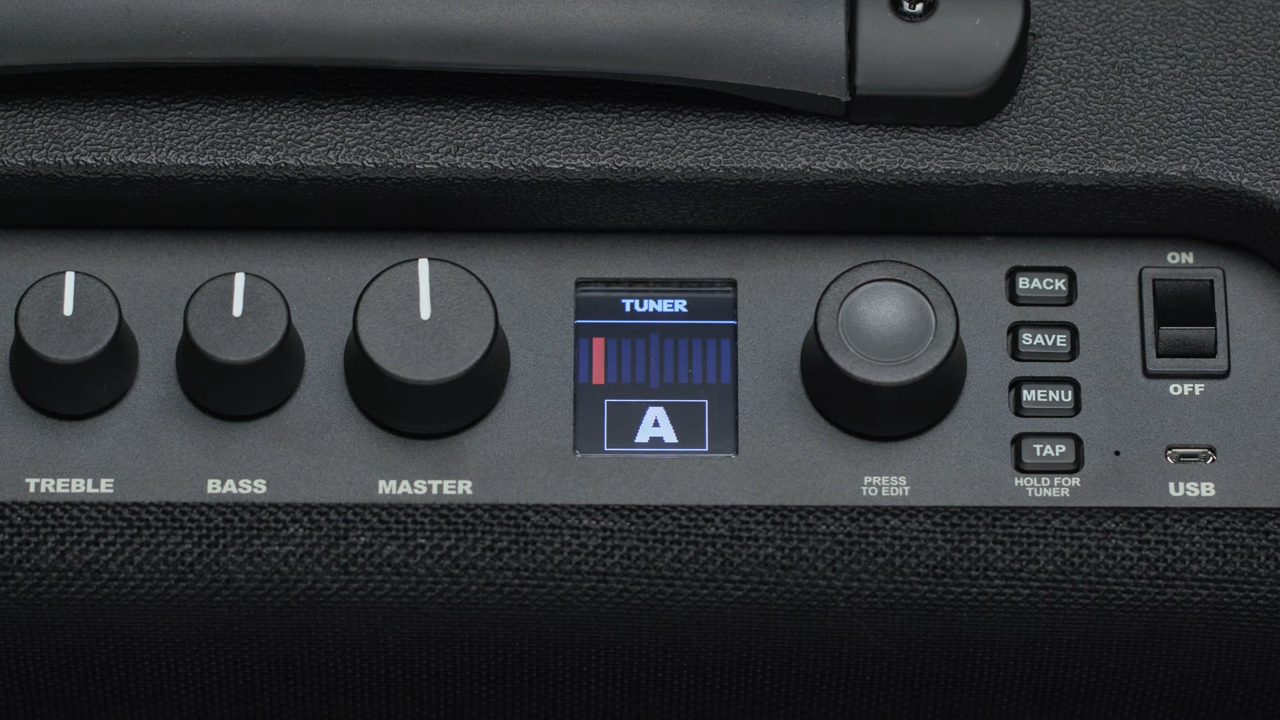 TUNER
A
TREBLE
BASS
MASTER
PRESS
TO EDIT
BACK
SAVE
MENU
TAP
HOLD FOR
TUNER
ON
OFF
USB